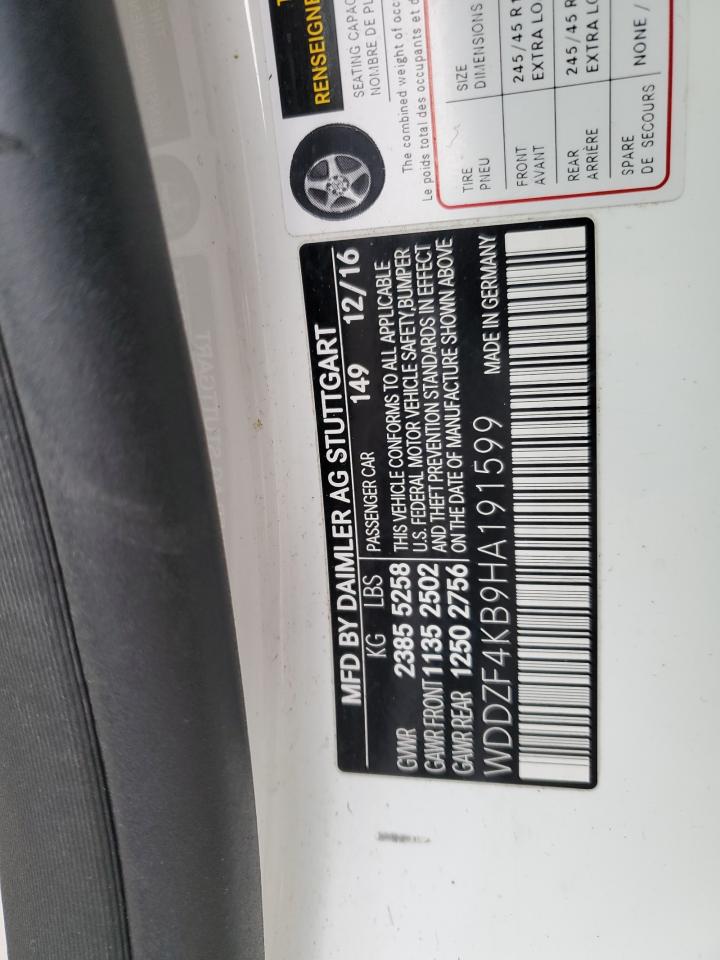 RENSEIGNE
SEATING CAPAC
NOMBRE DE PL
The combined weight of occ
Le poids total des occupants et d
TIRE SIZE
PNEU DIMENSIONS
FRONT 245/45 R1
AVANT EXTRA LO
REAR 245/45 R
ARRIÈRE EXTRA LO
SPARE NONE /
DE SECOURS
MFD BY DAIMLER AG STUTTGART
KG LBS PASSENGER CAR 149 12/16
GVWR 2385 5258 THIS VEHICLE CONFORMS TO ALL APPLICABLE
GAWR FRONT 1135 2502 U.S. FEDERAL MOTOR VEHICLE SAFETY,BUMPER
GAWR REAR 1250 2756 AND THEFT PREVENTION STANDARDS IN EFFECT
ON THE DATE OF MANUFACTURE SHOWN ABOVE
WDDZF4KB9HA191599 MADE IN GERMANY